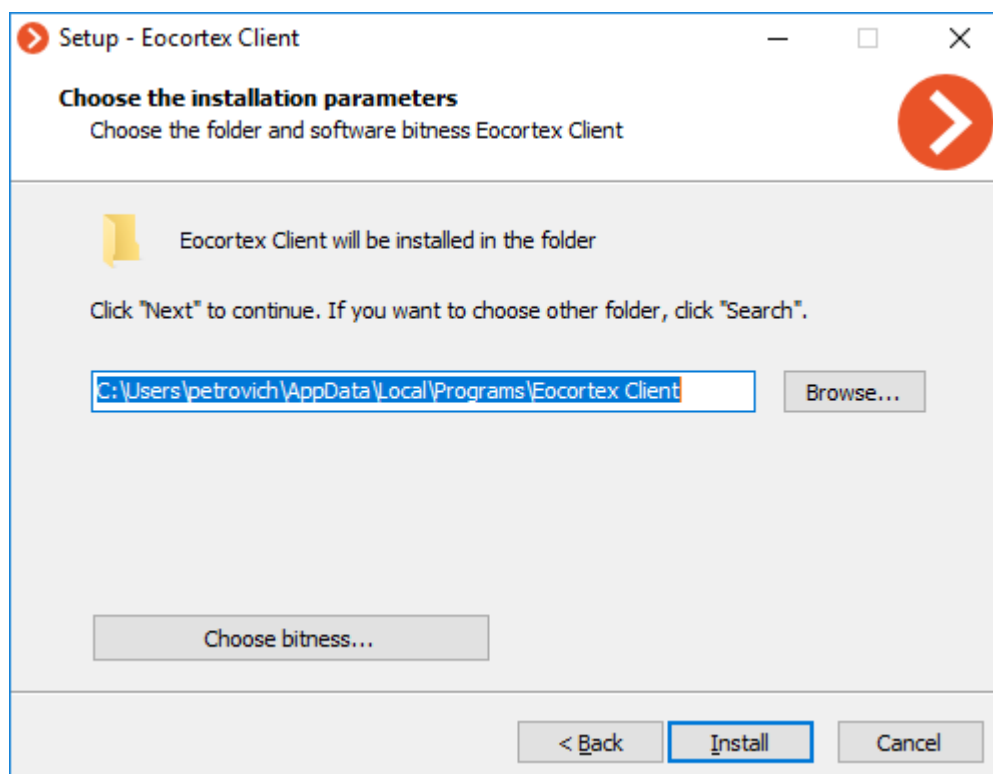 Setup - Eocortex Client
Choose the installation parameters
Choose the folder and software bitness Eocortex Client
Eocortex Client will be installed in the folder
Click "Next" to continue. If you want to choose other folder, click "Search".
C:\Users\petrovich\AppData\Local\Programs\Eocortex Client
Browse...
Choose bitness...
< Back
Install
Cancel